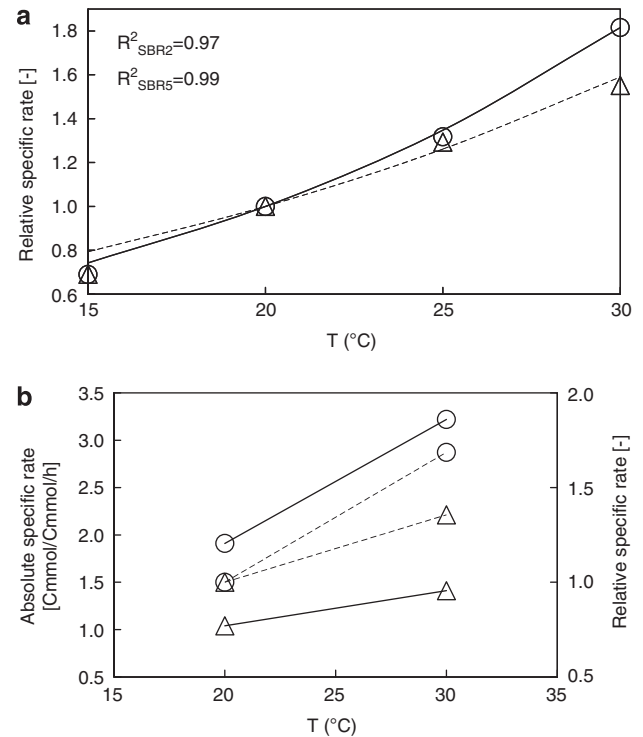 a
R²SBR2=0.97
R²SBR5=0.99
Relative specific rate [-]
1.8
1.6
1.4
1.2
1.0
0.8
0.6
15 20 25 30
T (°C)
b
Absolute specific rate
[Cmmol/Cmmol/h]
3.5
3.0
2.5
2.0
1.5
1.0
0.5
2.0
1.5
1.0
0.5
Relative specific rate [-]
15 20 25 30 35
T (°C)